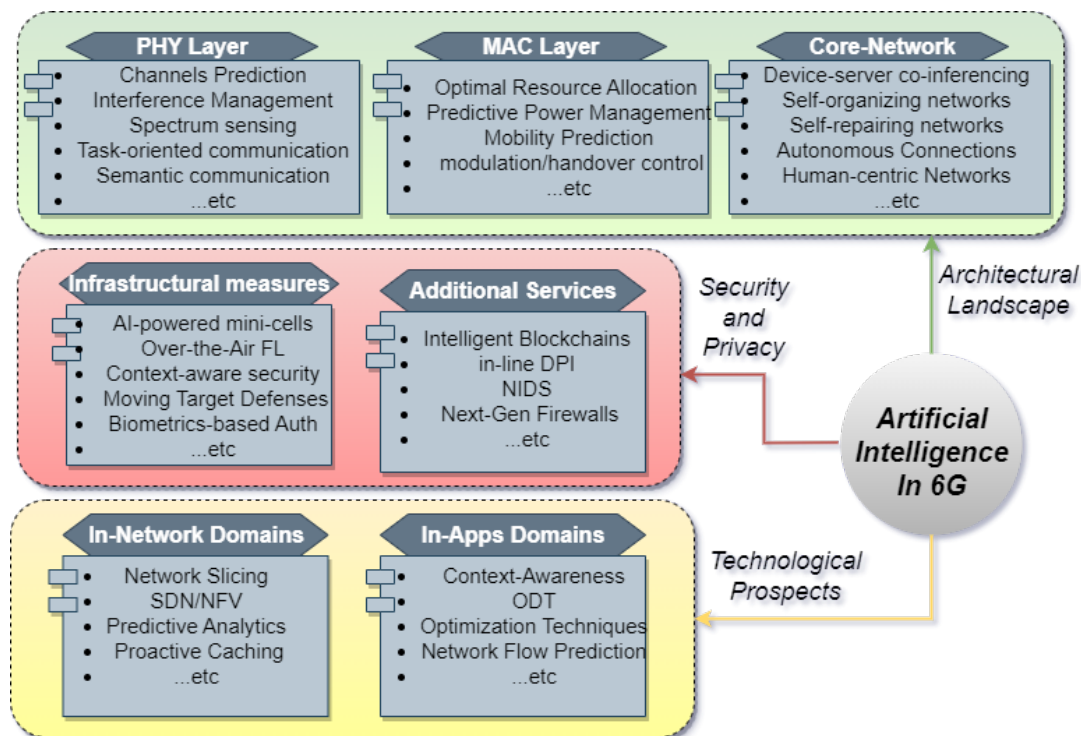 PHY Layer
Channels Prediction
Interference Management
Spectrum sensing
Task-oriented communication
Semantic communication
...etc
MAC Layer
Optimal Resource Allocation
Predictive Power Management
Mobility Prediction
modulation/handover control
...etc
Core-Network
Device-server co-inferencing
Self-organizing networks
Self-repairing networks
Autonomous Connections
Human-centric Networks
...etc
Infrastructural measures
AI-powered mini-cells
Over-the-Air FL
Context-aware security
Moving Target Defenses
Biometrics-based Auth
...etc
Additional Services
Intelligent Blockchains
in-line DPI
NIDS
Next-Gen Firewalls
...etc
Security
and
Privacy
Architectural
Landscape
Artificial
Intelligence
In 6G
In-Network Domains
Network Slicing
SDN/NFV
Predictive Analytics
Proactive Caching
...etc
In-Apps Domains
Context-Awareness
ODT
Optimization Techniques
Network Flow Prediction
...etc
Technological
Prospects